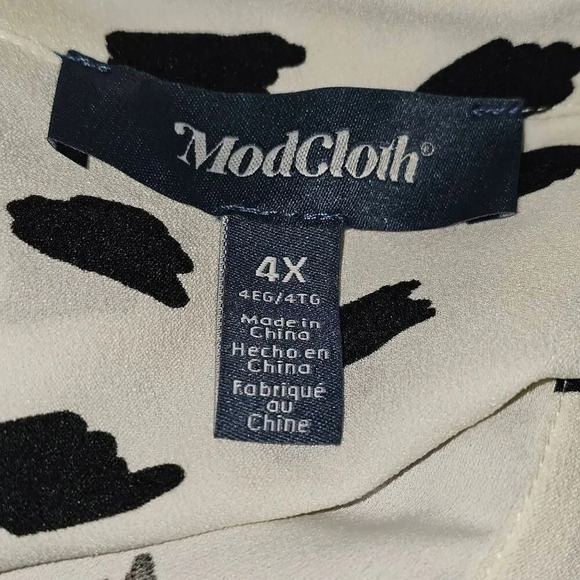 ModCloth®
4X
4EG/4TG
Made in
China
Hecho en
China
Fabriqué
au
Chine